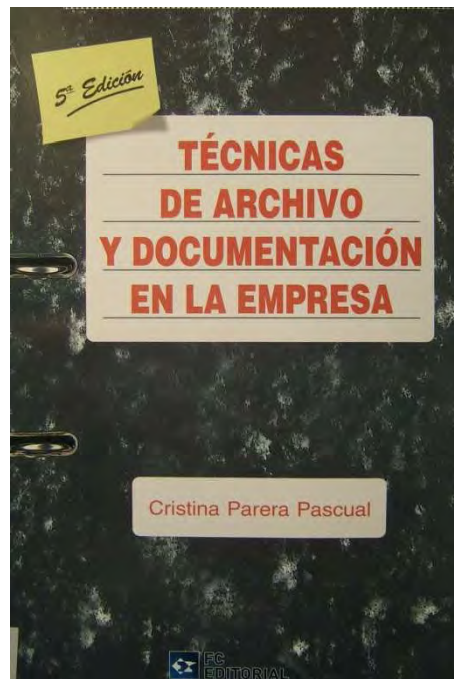 5ª Edición
TÉCNICAS
DE ARCHIVO
Y DOCUMENTACIÓN
EN LA EMPRESA
Cristina Parera Pascual
FC
EDITORIAL